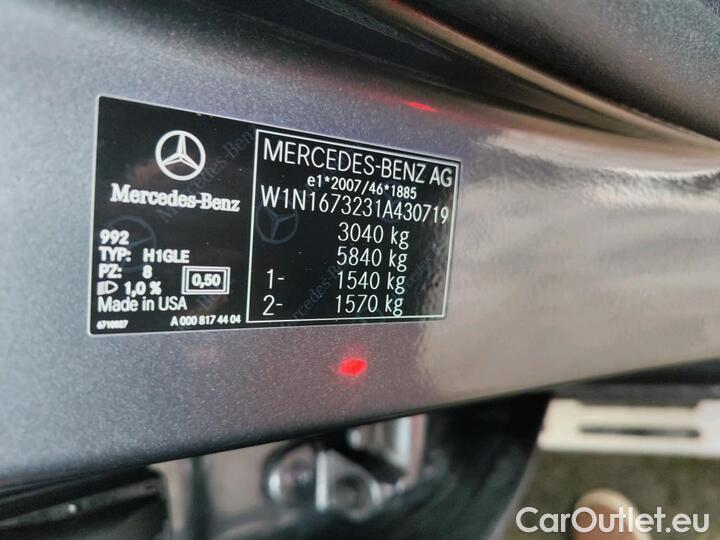 Mercedes-Benz
992
TYP: H1GLE
PZ: 8
1,0 %
0,50
Made in USA
6710027
A 000 817 44 04
MERCEDES-BENZ AG
e1*2007/46*1885
W1N1673231A430719
3040 kg
5840 kg
1- 1540 kg
2- 1570 kg
CarOutlet.eu